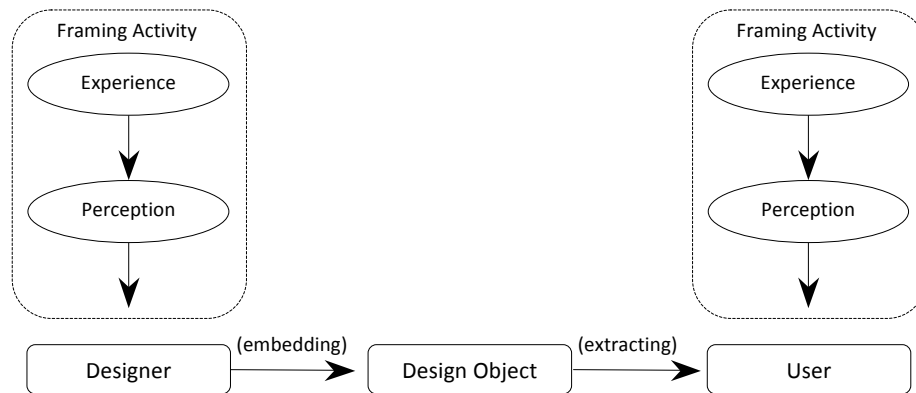 Framing Activity
Experience
Perception
Framing Activity
Experience
Perception
Designer
(embedding)
Design Object
(extracting)
User